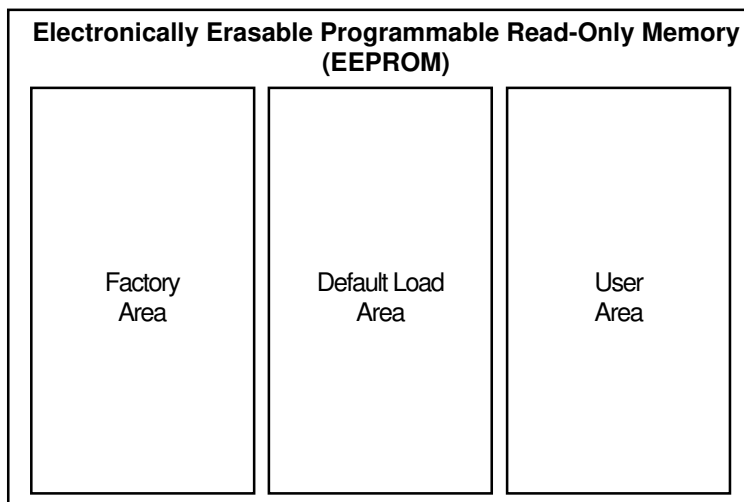 Electronically Erasable Programmable Read-Only Memory
(EEPROM)
Factory
Area
Default Load
Area
User
Area